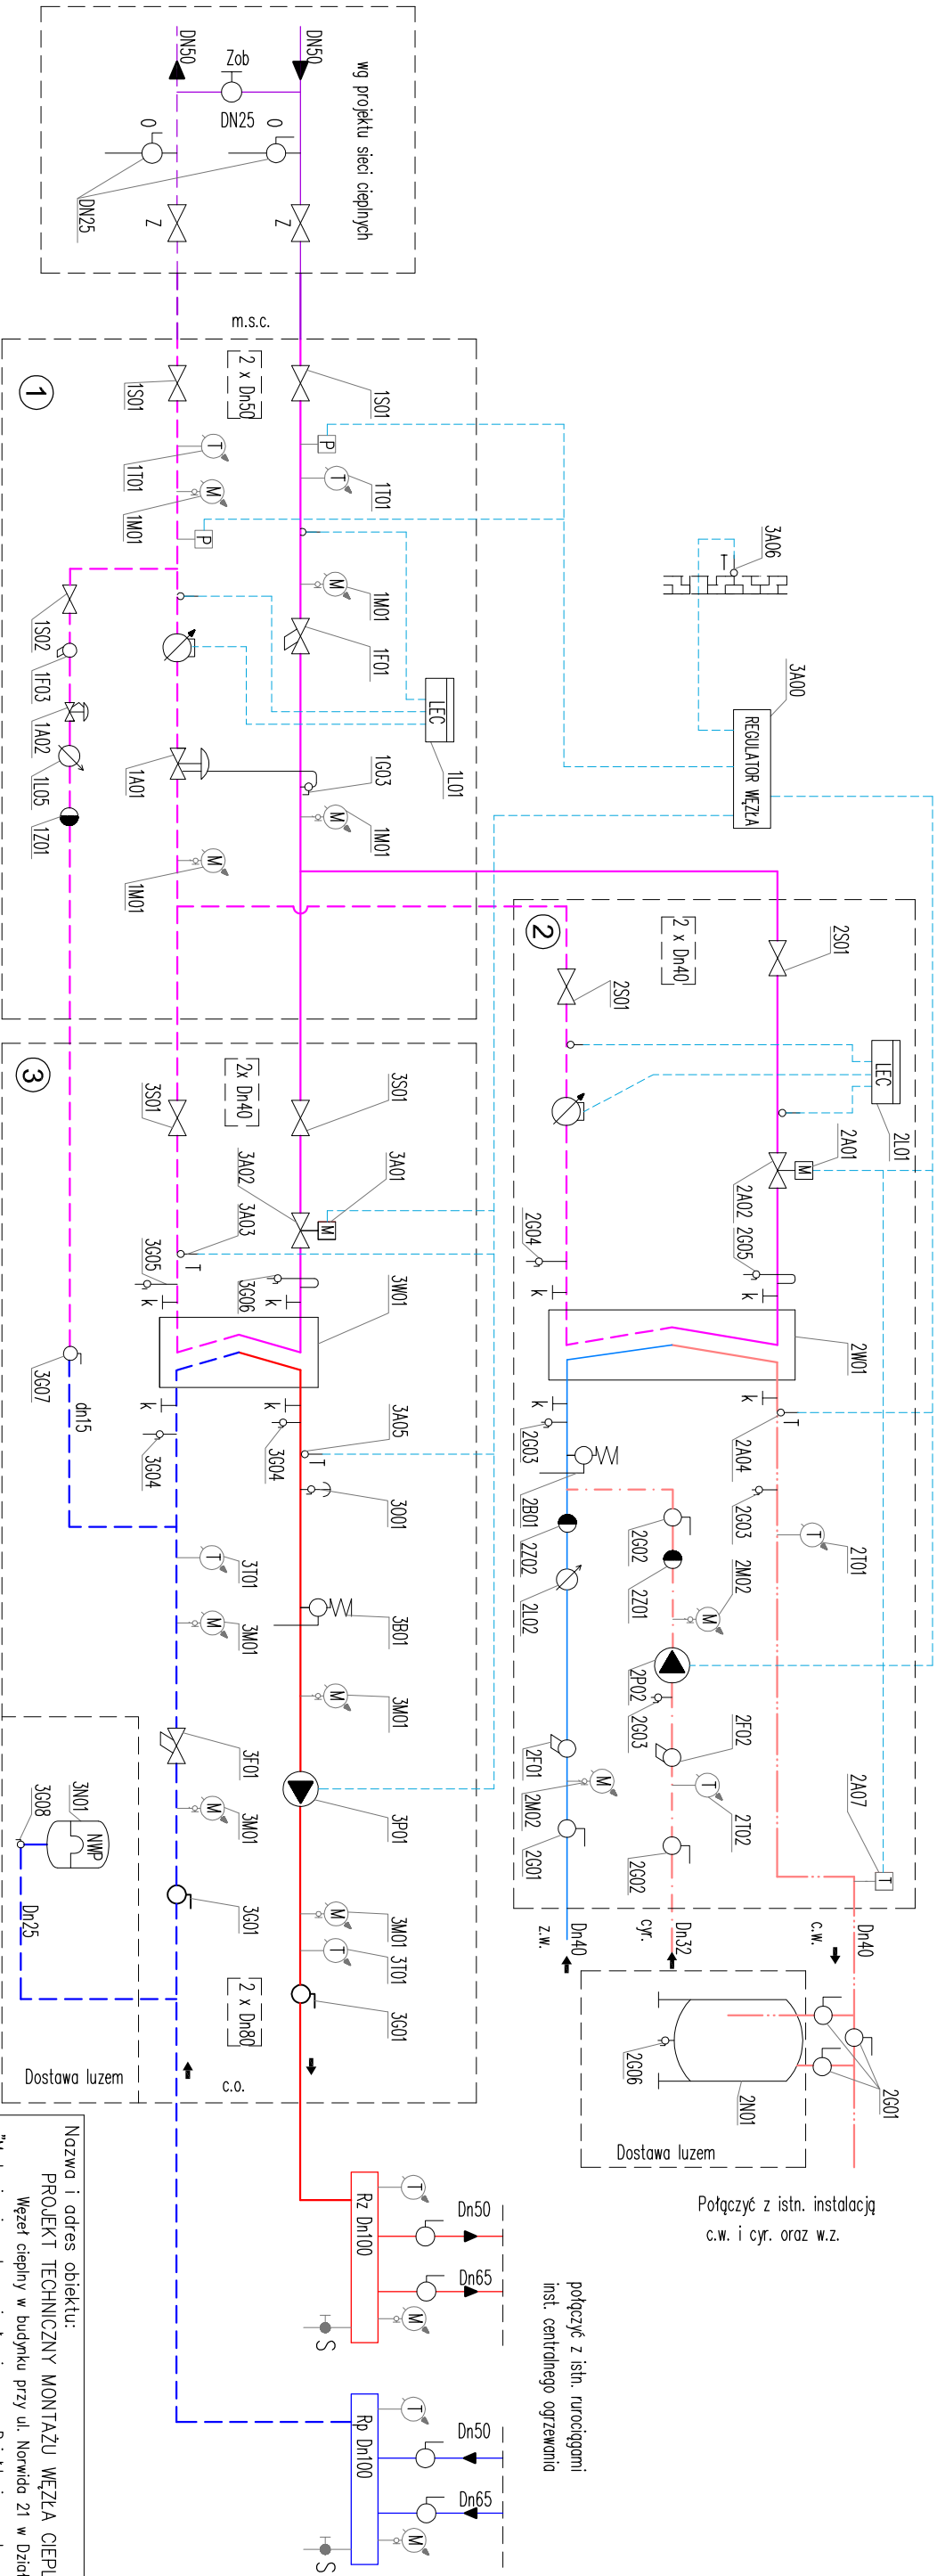 wg projektu sieci cieplnych
DN50
DN50
Zob
DN25
O
O
DN25
Z
Z
m.s.c.
1
2 x Dn50
1S01
1S01
P
T
1T01
T
1T01
M
1M01
P
M
1M01
1F01
LEC
1L01
1S02
1F03
1A02
1L05
1Z01
1A01
1G03
M
1M01
M
1M01
3A06
T
3A00
REGULATOR WĘZŁA
2
2 x Dn40
2S01
2S01
LEC
2L01
M
2A01
2A02
2G05
2G04
k
k
2W01
k
k
T
2A04
2G03
T
2T01
2G03
2B01
2Z02
2L02
2G02
2Z01
M
2M02
2P02
2G03
2F02
T
2T02
2G02
2F01
M
2M02
2G01
2A07
T
Dn40
c.w.
Dn32
cyr.
Dn40
z.w.
2G01
2N01
2G06
Dostawa luzem
Połączyć z istn. instalacją
c.w. i cyr. oraz w.z.
3
2x Dn40
3S01
3S01
3A02
3A01
M
3A03
T
3G05
3G06
k
k
3W01
k
k
3G07
dn15
3G04
3G04
3A05
T
3O01
3T01
T
3M01
M
3B01
M
3M01
3F01
M
3M01
3P01
3G01
M
3M01
T
3T01
3G01
2 x Dn80
3N01
NWP
3G08
Dn25
Dostawa luzem
c.o.
T
Rz Dn100
Dn50
Dn65
M
S
T
Rp Dn100
Dn50
Dn65
M
S
połączyć z istn. rurociągami
inst. centralnego ogrzewania
Nazwa i adres obiektu:
PROJEKT TECHNICZNY MONTAŻU WĘZŁA CIEPL
Węzeł cieplny w budynku przy ul. Norwida 21 w Dział